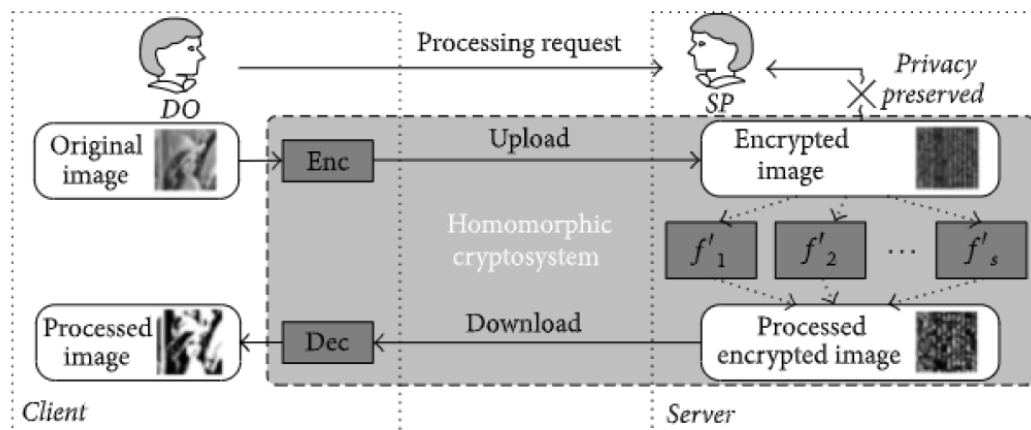 Processing request
DO
SP
Privacy
preserved
Original
image
Enc
Upload
Encrypted
image
Homomorphic
cryptosystem
f′1
f′2
...
f′s
Processed
image
Dec
Download
Processed
encrypted image
Client
Server